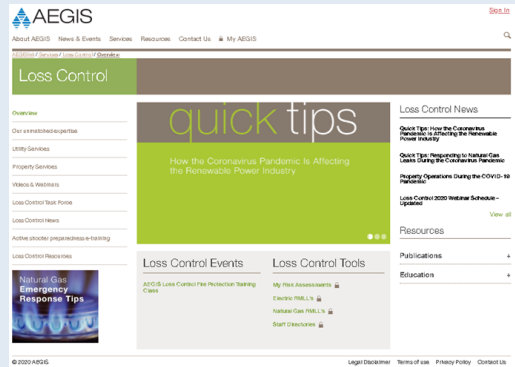 AEGIS
Sign In
About AEGIS News & Events Services Resources Contact Us My AEGIS
/ Services / Loss Control / Overview
Loss Control
Overview
Our unmatched expertise
Utility Services
Property Services
Videos & Webinars
Loss Control Task Force
Loss Control News
Active shooter preparedness e-training
Loss Control Resources
Natural Gas
Emergency
Response Tips
quick tips
How the Coronavirus Pandemic Is Affecting
the Renewable Power Industry
Loss Control Events
AEGIS Loss Control Fire Protection Training
Class
Loss Control Tools
My Risk Assessments
Electric RMLL's
Natural Gas RMLL's
Staff Directories
Loss Control News
Quick Tips: How the Coronavirus
Pandemic Is Affecting the Renewable
Power Industry
Quick Tips: Responding to Natural Gas
Leaks During the Coronavirus Pandemic
Property Operations During the COVID-19
Pandemic
Loss Control 2020 Webinar Schedule –
Updated
View all
Resources
Publications +
Education +
© 2020 AEGIS
Legal Disclaimer Terms of use Privacy Policy Contact Us